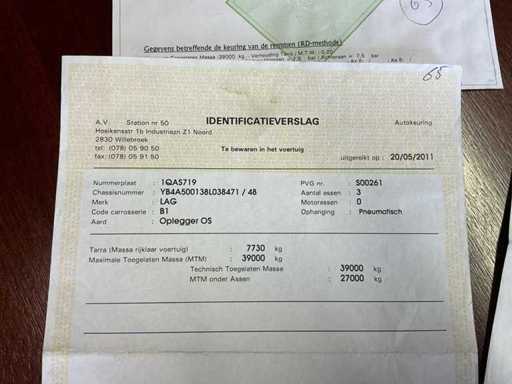 Gegevens betreffende de keuring van de remmen (RD-methode)
55
A.V. Station nr 50
IDENTIFICATIEVERSLAG
Autokeuring
Hoeikensstr 1b Industriezn Z1 Noord
2830 Willebroek
tel: (078) 05 90 50
fax: (078) 05 91 50
Te bewaren in het voertuig
uitgereikt op : 20/05/2011
Nummerplaat : 1QAS719
PVG nr. : S00261
Chassisnummer : YB4A500138L038471 / 48
Aantal assen : 3
Merk : LAG
Motorassen : 0
Code carrosserie : B1
Ophanging : Pneumatisch
Aard : Oplegger OS
Tarra (Massa rijklaar voertuig) : 7730 kg
Maximale Toegelaten Massa (MTM) : 39000 kg
Technisch Toegelaten Massa : 39000 kg
MTM onder Assen : 27000 kg